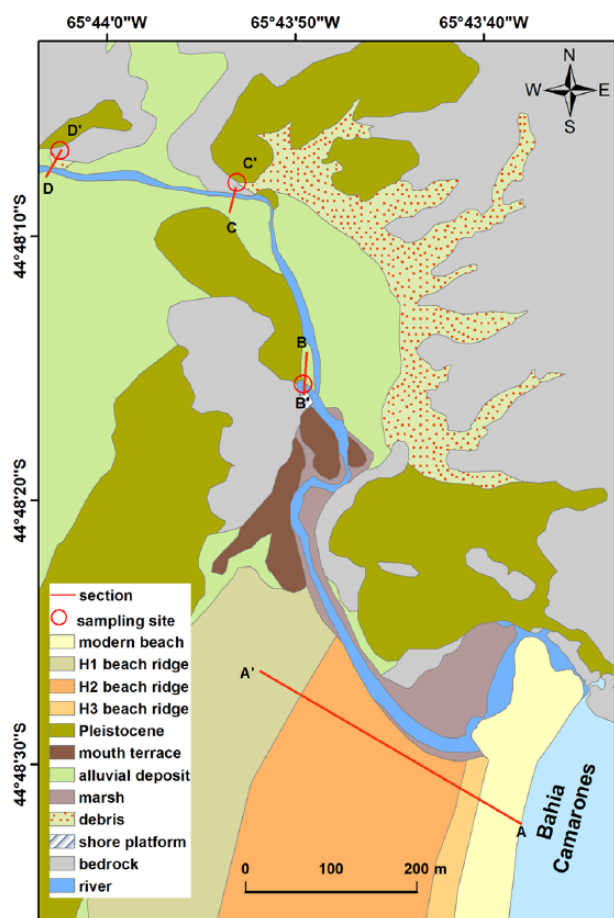 65°44'0"W 65°43'50"W 65°43'40"W
N
W E
S
D'
C'
D
C
44°48'10"S
B
B'
44°48'20"S
section
sampling site
modern beach
H1 beach ridge
H2 beach ridge
H3 beach ridge
Pleistocene
mouth terrace
alluvial deposit
marsh
debris
shore platform
bedrock
river
A'
44°48'30"S
A
Bahia
Camarones
0 100 200 m